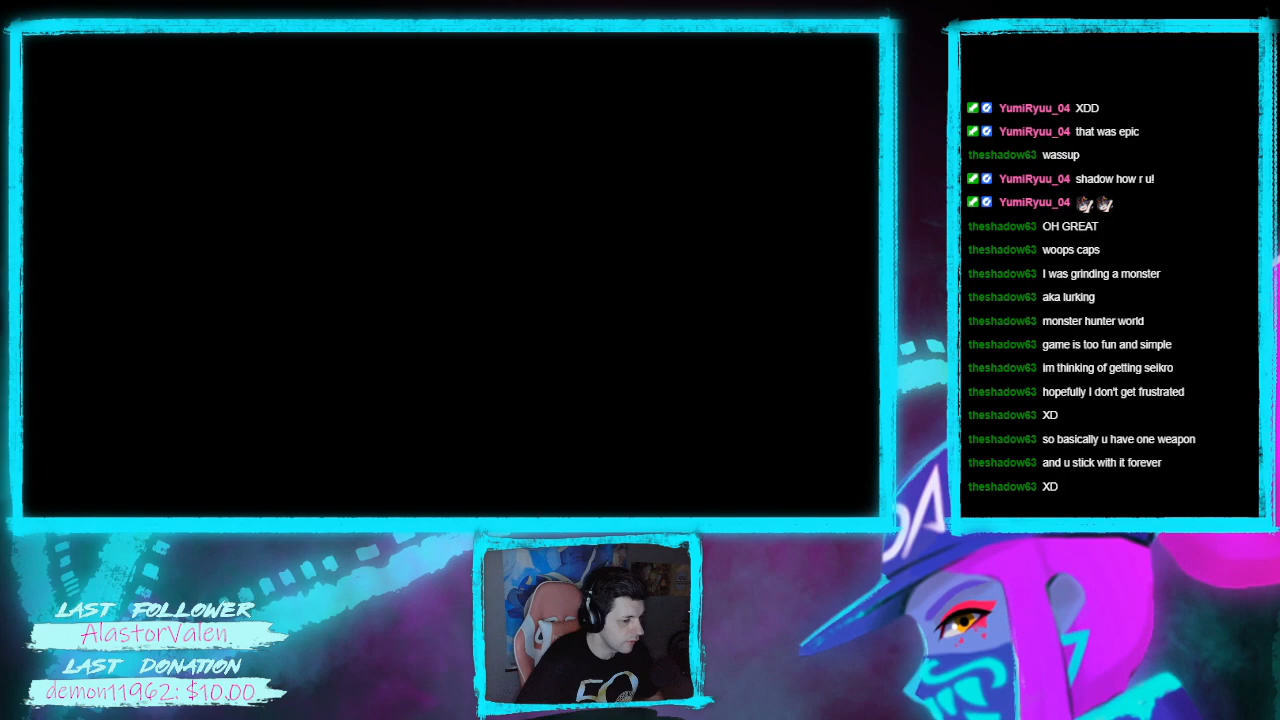 YumiRyuu_04 XDD
YumiRyuu_04 that was epic
theshadow63 wassup
YumiRyuu_04 shadow how r u!
YumiRyuu_04
theshadow63 OH GREAT
theshadow63 woops caps
theshadow63 I was grinding a monster
theshadow63 aka lurking
theshadow63 monster hunter world
theshadow63 game is too fun and simple
theshadow63 im thinking of getting seikro
theshadow63 hopefully I don't get frustrated
theshadow63 XD
theshadow63 so basically u have one weapon
theshadow63 and u stick with it forever
theshadow63 XD
LAST FOLLOWER
AlastorValen
LAST DONATION
demon11962: $10.00